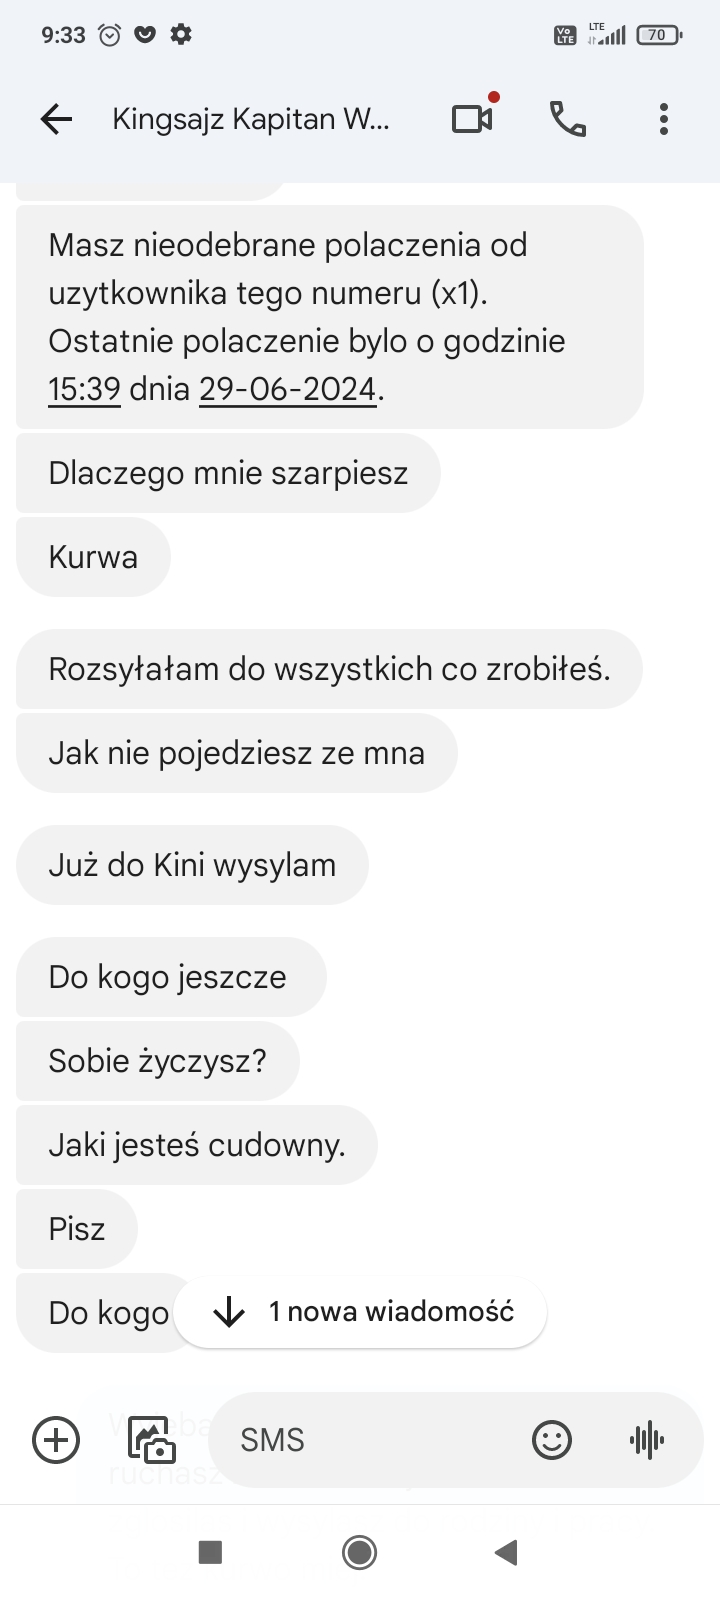 9:33
Vo LTE
LTE
70
Kingsajz Kapitan W...
Masz nieodebrane polaczenia od
uzytkownika tego numeru (x1).
Ostatnie polaczenie bylo o godzinie
15:39 dnia 29-06-2024.
Dlaczego mnie szarpiesz
Kurwa
Rozsyłałam do wszystkich co zrobiłeś.
Jak nie pojedziesz ze mna
Już do Kini wysylam
Do kogo jeszcze
Sobie życzysz?
Jaki jesteś cudowny.
Pisz
Do kogo
1 nowa wiadomość
SMS
ruchasz